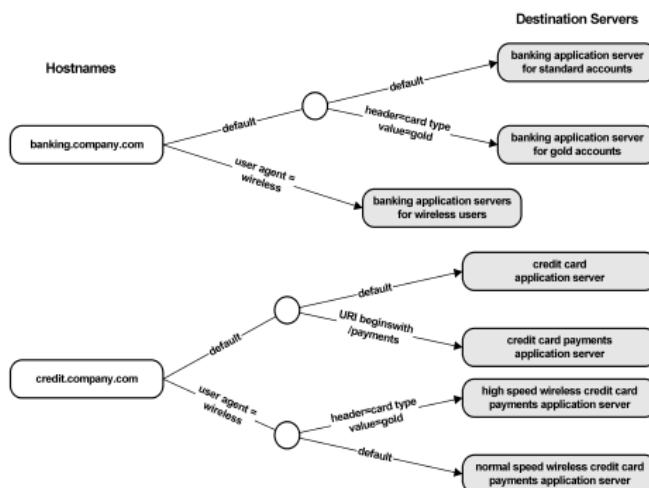 Destination Servers
Hostnames
banking application server
for standard accounts
default
default
header=card type
value=gold
banking.company.com
banking application server
for gold accounts
user agent =
wireless
banking application servers
for wireless users
credit card
application server
default
URI beginswith
/payments
default
credit card payments
application server
credit.company.com
user agent =
wireless
header=card type
value=gold
high speed wireless credit card
payments application server
default
normal speed wireless credit card
payments application server